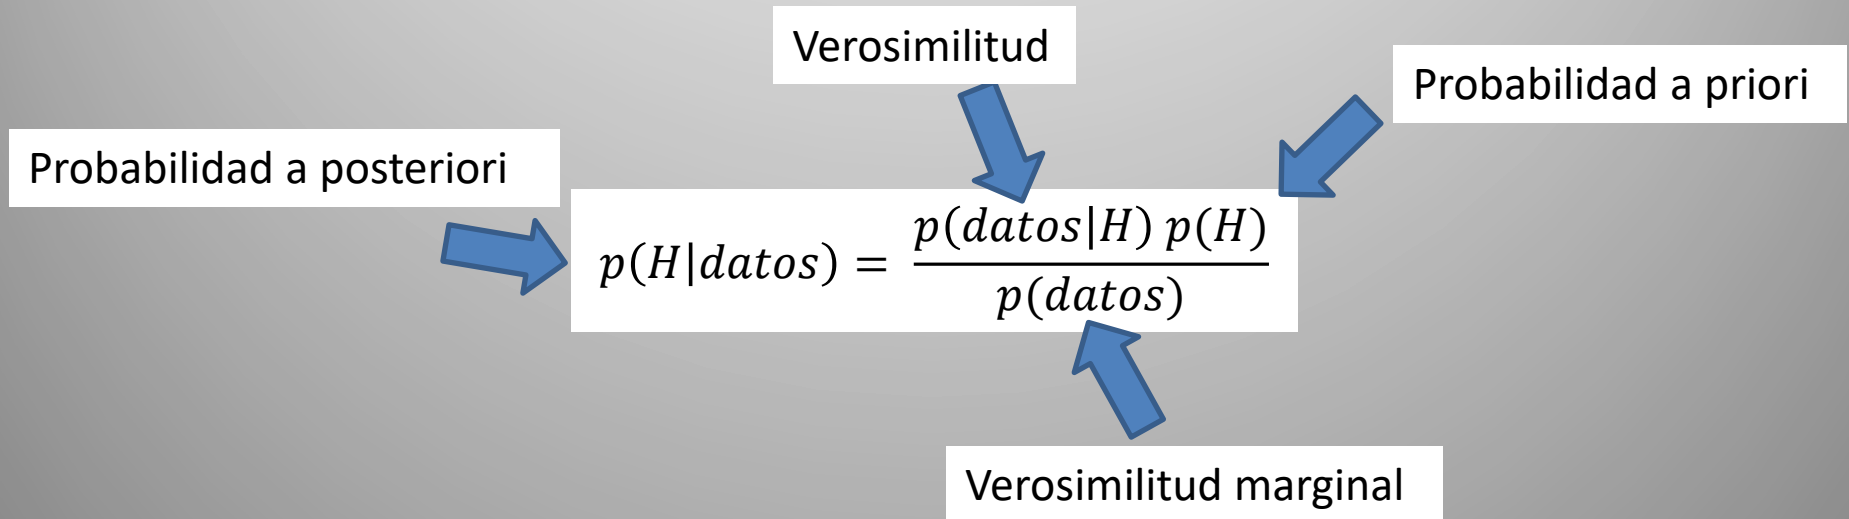 Verosimilitud
Probabilidad a priori
Probabilidad a posteriori
p(H|datos) = p(datos|H) p(H) / p(datos)
Verosimilitud marginal